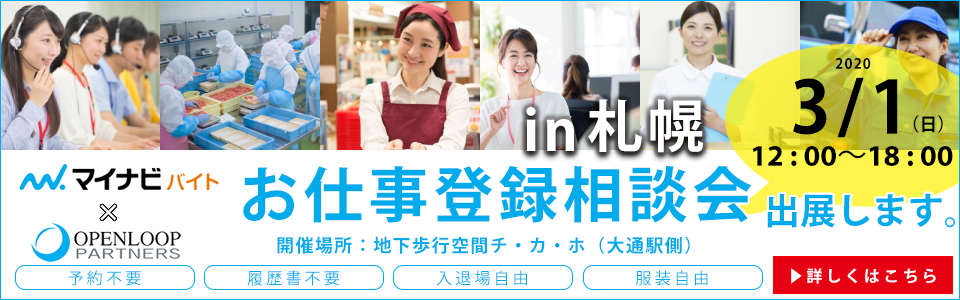 2020
3/1(日)
12:00〜18:00
in 札幌
マイナビバイト
×
OPENLOOP
PARTNERS
お仕事登録相談会
出展します。
開催場所：地下歩行空間チ・カ・ホ（大通駅側）
予約不要
履歴書不要
入退場自由
服装自由
▶詳しくはこちら